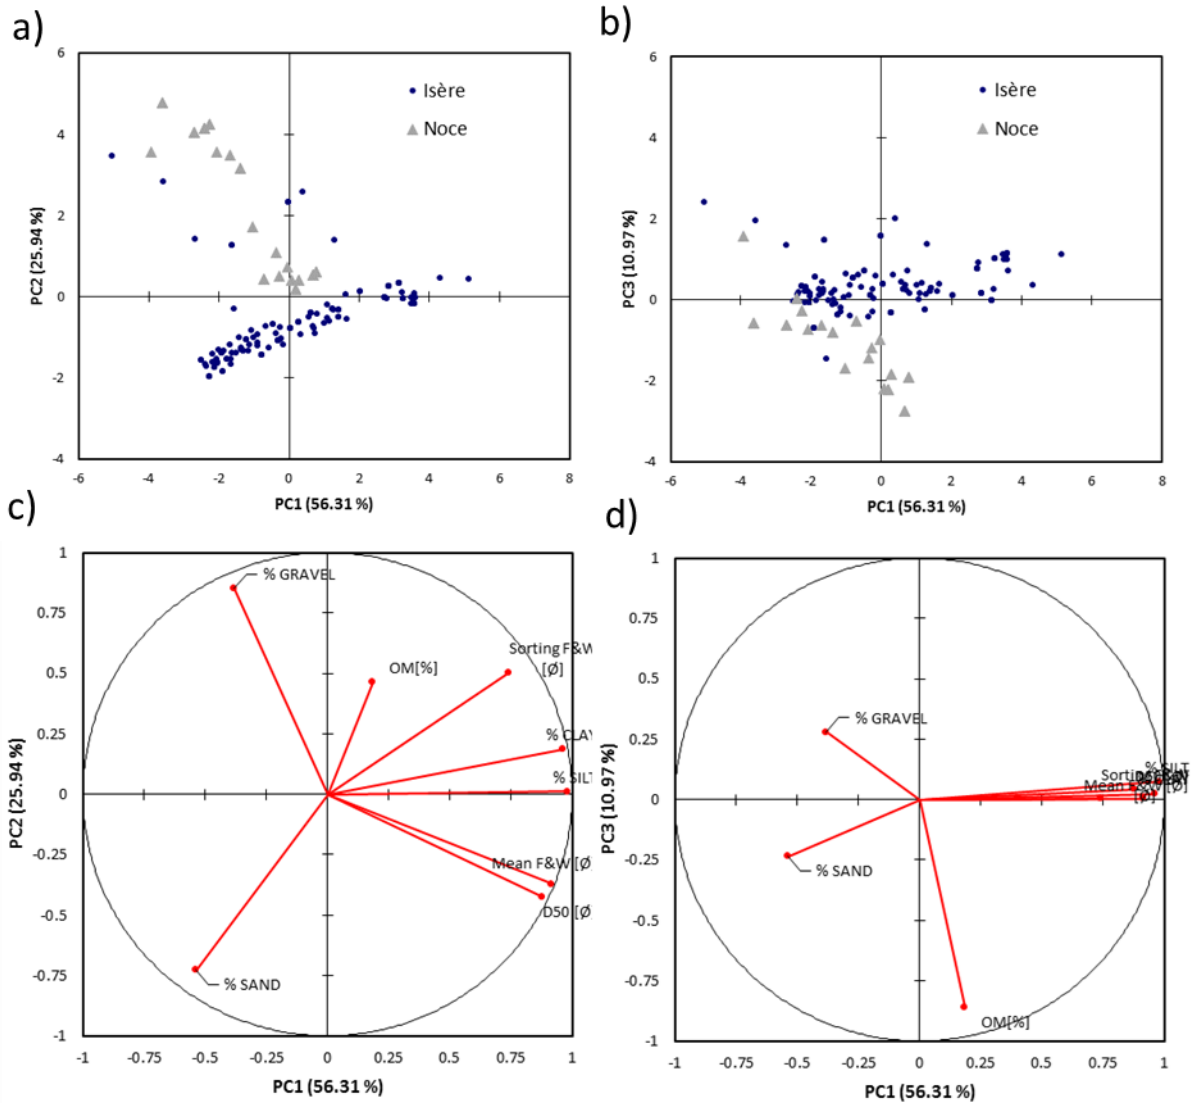 a)
6
4
2
0
-2
-4
-6
-4
-2
0
2
4
6
8
PC2 (25.94 %)
PC1 (56.31 %)
Isère
Noce
b)
6
4
2
0
-2
-4
-6
-4
-2
0
2
4
6
8
PC3 (10.97 %)
PC1 (56.31 %)
Isère
Noce
c)
1
0.75
0.5
0.25
0
-0.25
-0.5
-0.75
-1
-1
-0.75
-0.5
-0.25
0
0.25
0.5
0.75
1
PC2 (25.94 %)
PC1 (56.31 %)
% GRAVEL
OM[%]
Sorting F&W
[Ø]
% CLAY
% SILT
Mean F&W [Ø
D50 [Ø
% SAND
d)
1
0.75
0.5
0.25
0
-0.25
-0.5
-0.75
-1
-1
-0.75
-0.5
-0.25
0
0.25
0.5
0.75
1
PC3 (10.97 %)
PC1 (56.31 %)
% GRAVEL
% SILT
Sorting
Mean F&W [Ø]
[Ø]
% SAND
OM[%]